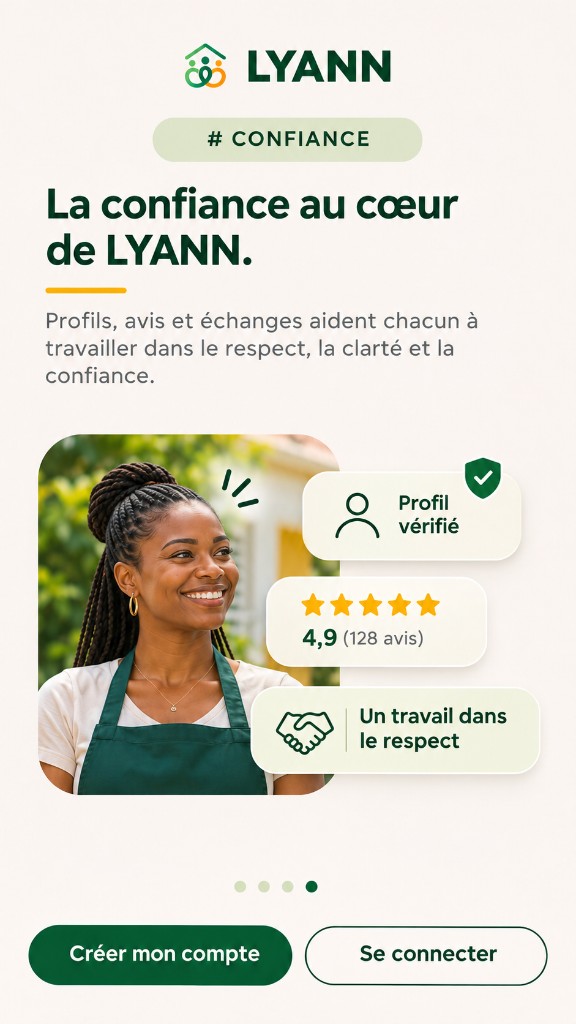 LYANN
# CONFIANCE
La confiance au cœur
de LYANN.
Profils, avis et échanges aident chacun à
travailler dans le respect, la clarté et la
confiance.
Profil
vérifié
4,9 (128 avis)
Un travail dans
le respect
Créer mon compte
Se connecter